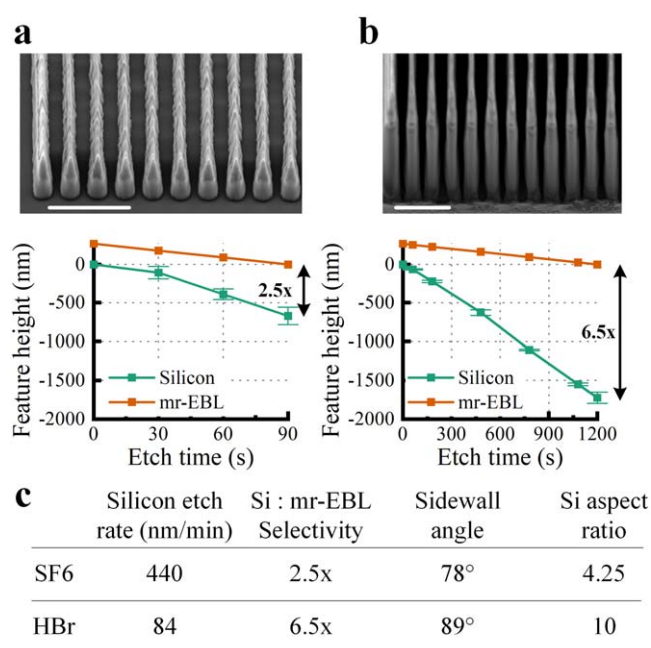 a
b
Feature height (nm)
0
-500
-1000
-1500
-2000
2.5x
Silicon
mr-EBL
0 30 60 90
Etch time (s)
Feature height (nm)
0
-500
-1000
-1500
-2000
6.5x
Silicon
mr-EBL
0 300 600 900 1200
Etch time (s)
c
Silicon etch rate (nm/min)
Si : mr-EBL Selectivity
Sidewall angle
Si aspect ratio
SF6 440 2.5x 78° 4.25
HBr 84 6.5x 89° 10